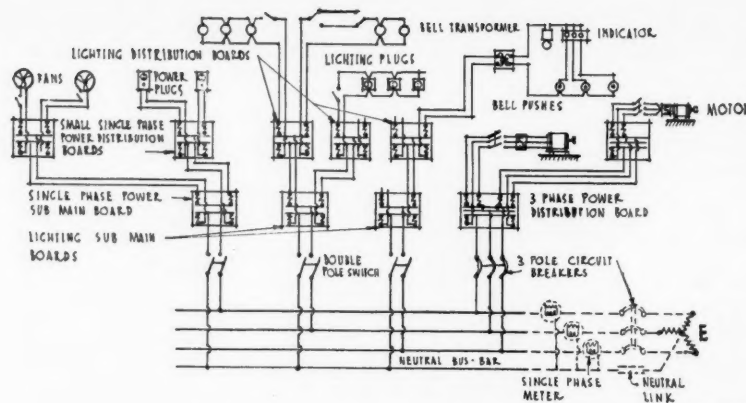 BELL TRANSFORMER
INDICATOR
LIGHTING DISTRIBUTION BOARDS
LIGHTING PLUGS
FANS
POWER
PLUGS
BELL PUSHES
MOTOR
SMALL SINGLE PHASE
POWER DISTRIBUTION
BOARDS
SINGLE PHASE POWER
SUB MAIN BOARD
3 PHASE POWER
DISTRIBUTION BOARD
LIGHTING SUB MAIN
BOARDS
DOUBLE
POLE SWITCH
3 POLE CIRCUIT
BREAKERS
E
NEUTRAL BUS-BAR
SINGLE PHASE
METER
NEUTRAL
LINK